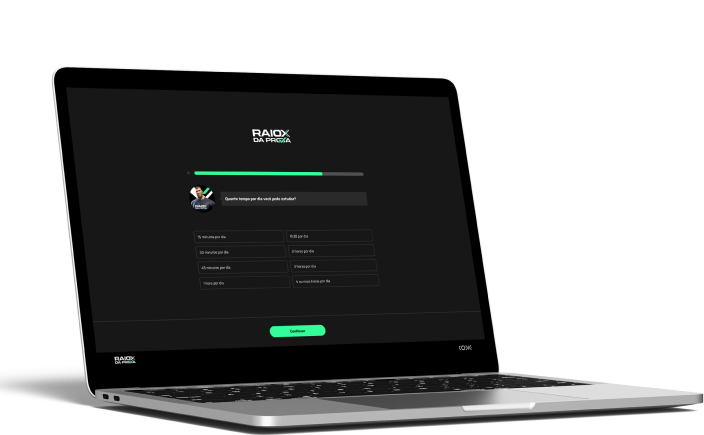 RAIOX
DA PROVA
Quanto tempo por dia você pode estudar?
15 minutos por dia
1h30 por dia
30 minutos por dia
2 horas por dia
45 minutos por dia
3 horas por dia
1 hora por dia
4 ou mais horas por dia
Continuar
RAIOX
DA PROVA